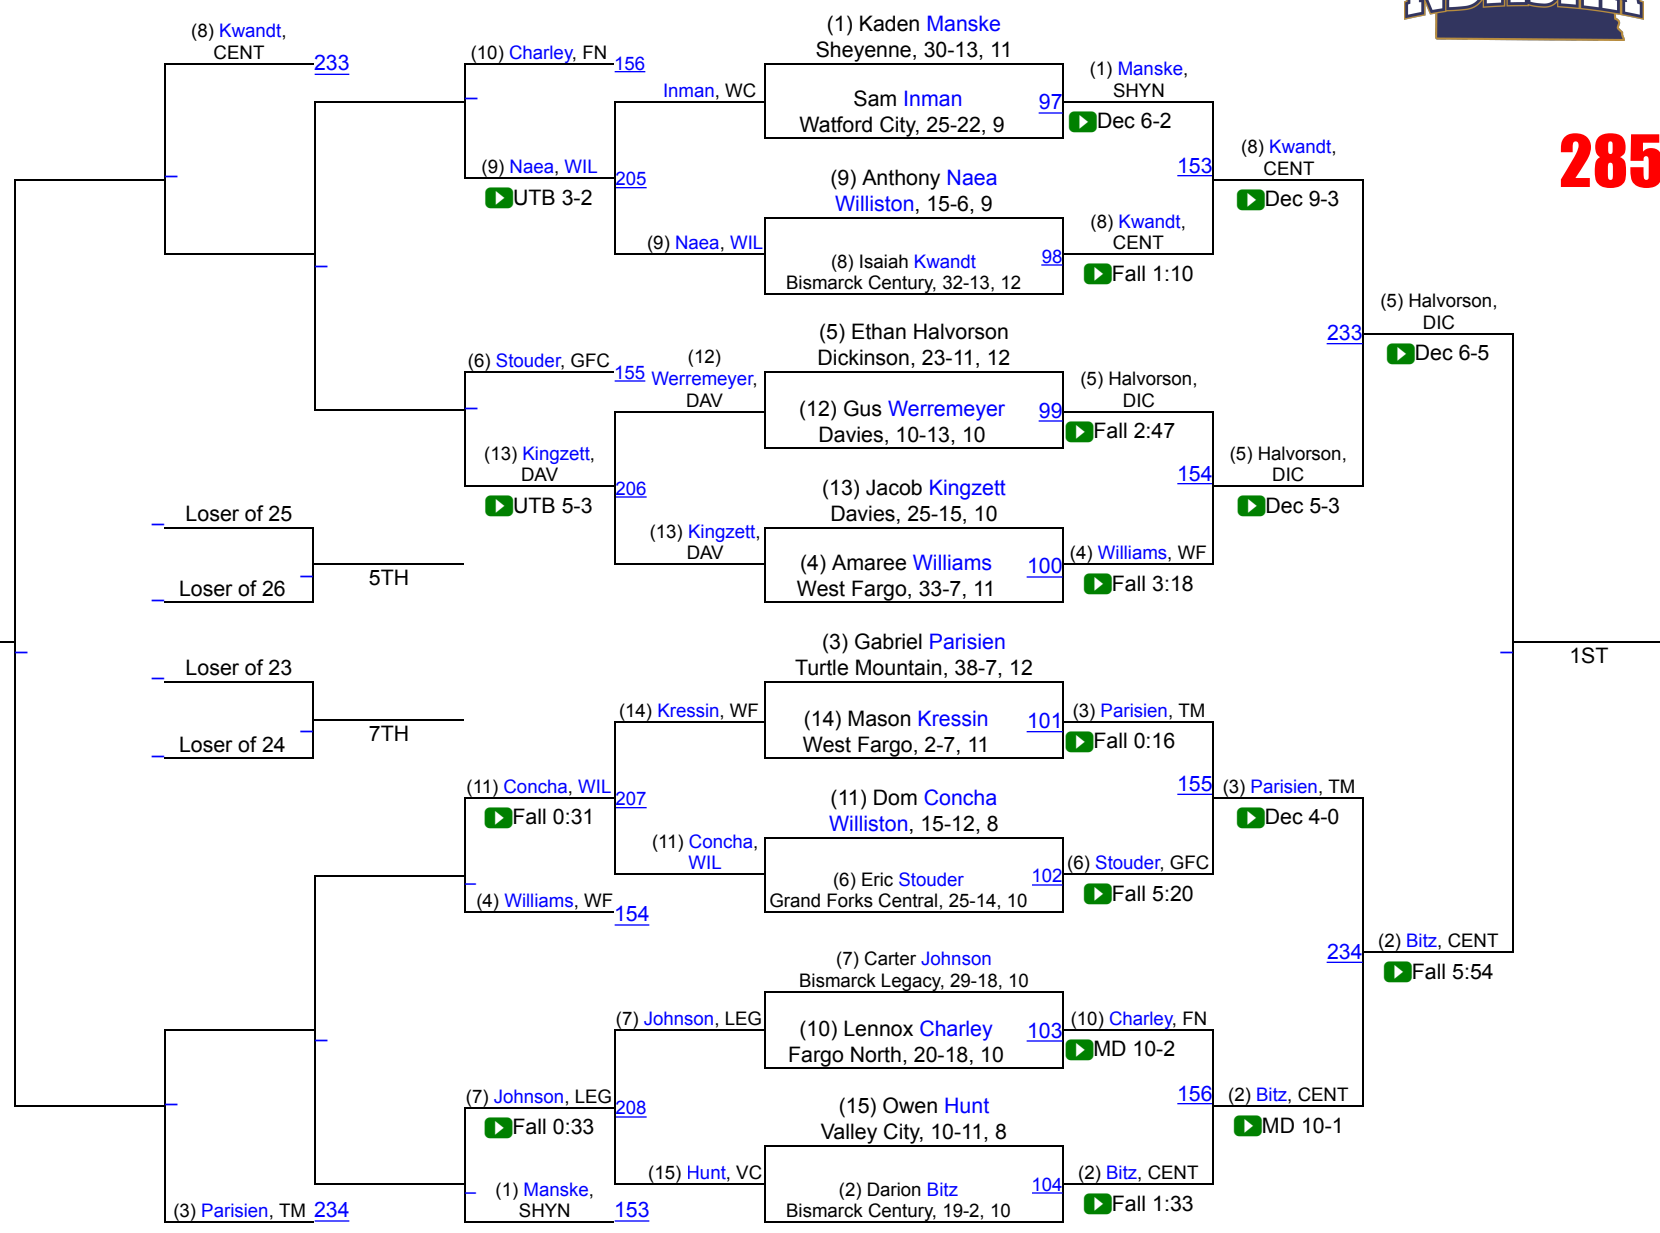 (8) Kwandt,
CENT
233
(10) Charley, FN
156
(9) Naea, WIL
UTB 3-2
205
Inman, WC
(9) Naea, WIL
(6) Stouder, GFC
155
(13) Kingzett,
DAV
UTB 5-3
206
(12)
Werremeyer,
DAV
(13) Kingzett,
DAV
Loser of 25
Loser of 26
5TH
Loser of 23
Loser of 24
7TH
(14) Kressin, WF
(11) Concha, WIL
Fall 0:31
207
(11) Concha,
WIL
(4) Williams, WF
154
(7) Johnson, LEG
(7) Johnson, LEG
Fall 0:33
208
(15) Hunt, VC
(1) Manske,
SHYN
153
(3) Parisien, TM
234
(1) Kaden Manske
Sheyenne, 30-13, 11
Sam Inman
Watford City, 25-22, 9
97
(9) Anthony Naea
Williston, 15-6, 9
(8) Isaiah Kwandt
Bismarck Century, 32-13, 12
98
(5) Ethan Halvorson
Dickinson, 23-11, 12
(12) Gus Werremeyer
Davies, 10-13, 10
99
(13) Jacob Kingzett
Davies, 25-15, 10
(4) Amaree Williams
West Fargo, 33-7, 11
100
(3) Gabriel Parisien
Turtle Mountain, 38-7, 12
(14) Mason Kressin
West Fargo, 2-7, 11
101
(11) Dom Concha
Williston, 15-12, 8
(6) Eric Stouder
Grand Forks Central, 25-14, 10
102
(7) Carter Johnson
Bismarck Legacy, 29-18, 10
(10) Lennox Charley
Fargo North, 20-18, 10
103
(15) Owen Hunt
Valley City, 10-11, 8
(2) Darion Bitz
Bismarck Century, 19-2, 10
104
(1) Manske,
SHYN
Dec 6-2
153
(8) Kwandt,
CENT
Fall 1:10
(8) Kwandt,
CENT
Dec 9-3
(5) Halvorson,
DIC
Fall 2:47
154
(4) Williams, WF
Fall 3:18
(5) Halvorson,
DIC
Dec 5-3
233
(5) Halvorson,
DIC
Dec 6-5
(3) Parisien, TM
Fall 0:16
155
(6) Stouder, GFC
Fall 5:20
(3) Parisien, TM
Dec 4-0
(10) Charley, FN
MD 10-2
156
(2) Bitz, CENT
Fall 1:33
(2) Bitz, CENT
MD 10-1
234
(2) Bitz, CENT
Fall 5:54
1ST
285